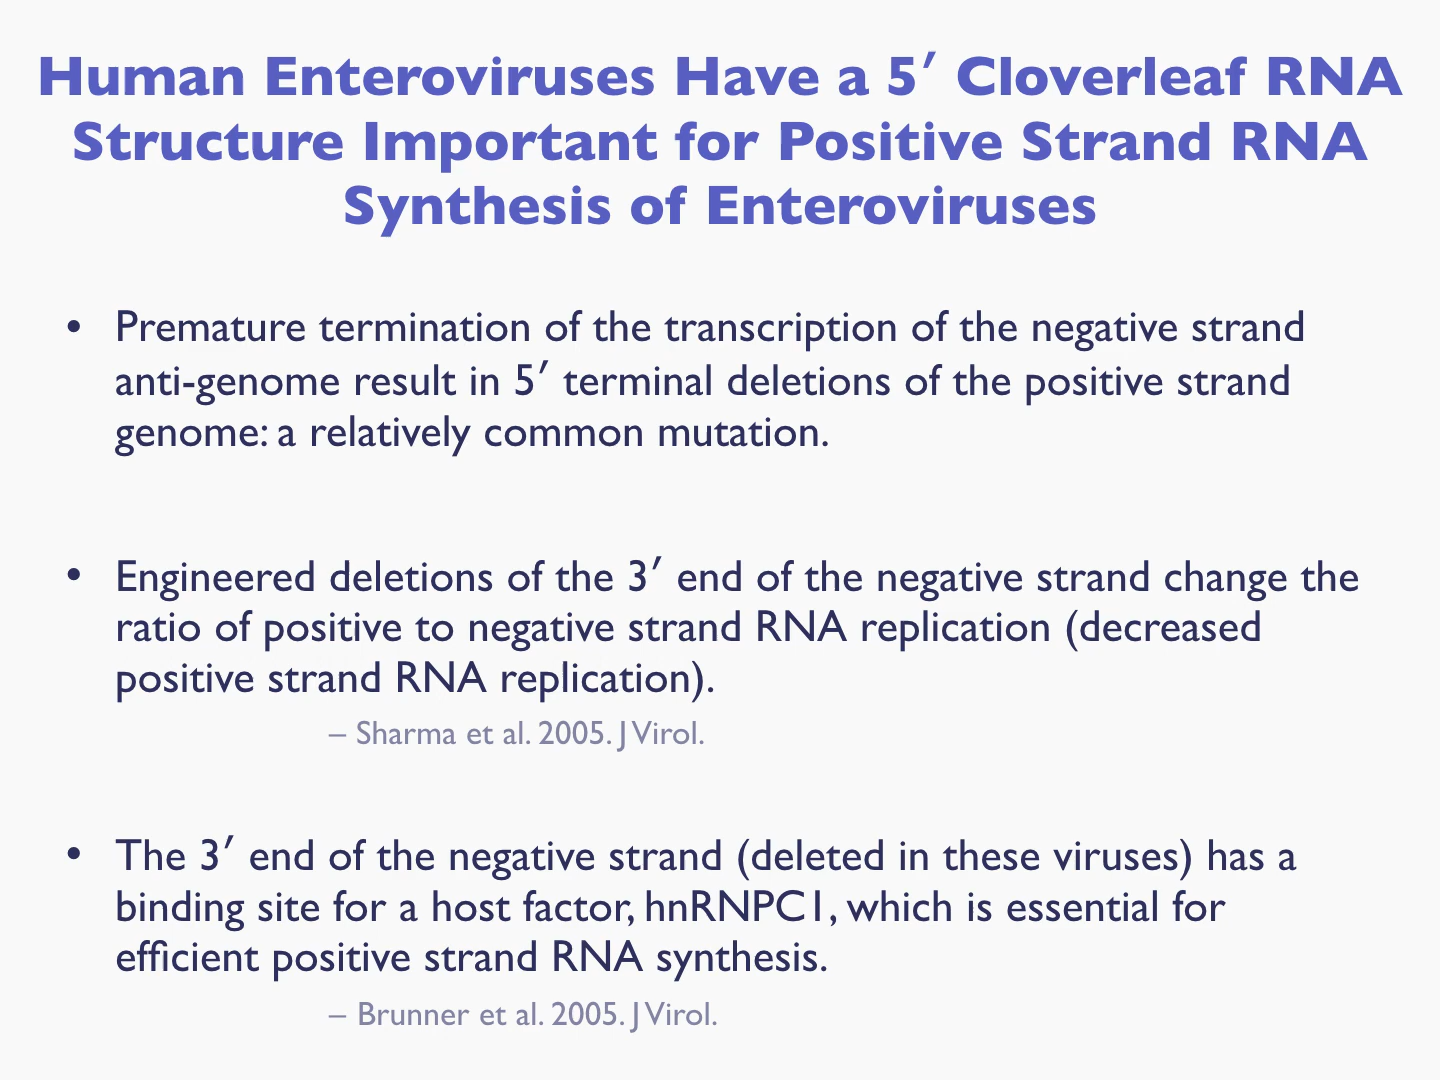 Human Enteroviruses Have a 5′ Cloverleaf RNA
Structure Important for Positive Strand RNA
Synthesis of Enteroviruses
• Premature termination of the transcription of the negative strand
anti-genome result in 5′ terminal deletions of the positive strand
genome: a relatively common mutation.
• Engineered deletions of the 3′ end of the negative strand change the
ratio of positive to negative strand RNA replication (decreased
positive strand RNA replication).
– Sharma et al. 2005. J Virol.
• The 3′ end of the negative strand (deleted in these viruses) has a
binding site for a host factor, hnRNPC1, which is essential for
efficient positive strand RNA synthesis.
– Brunner et al. 2005. J Virol.